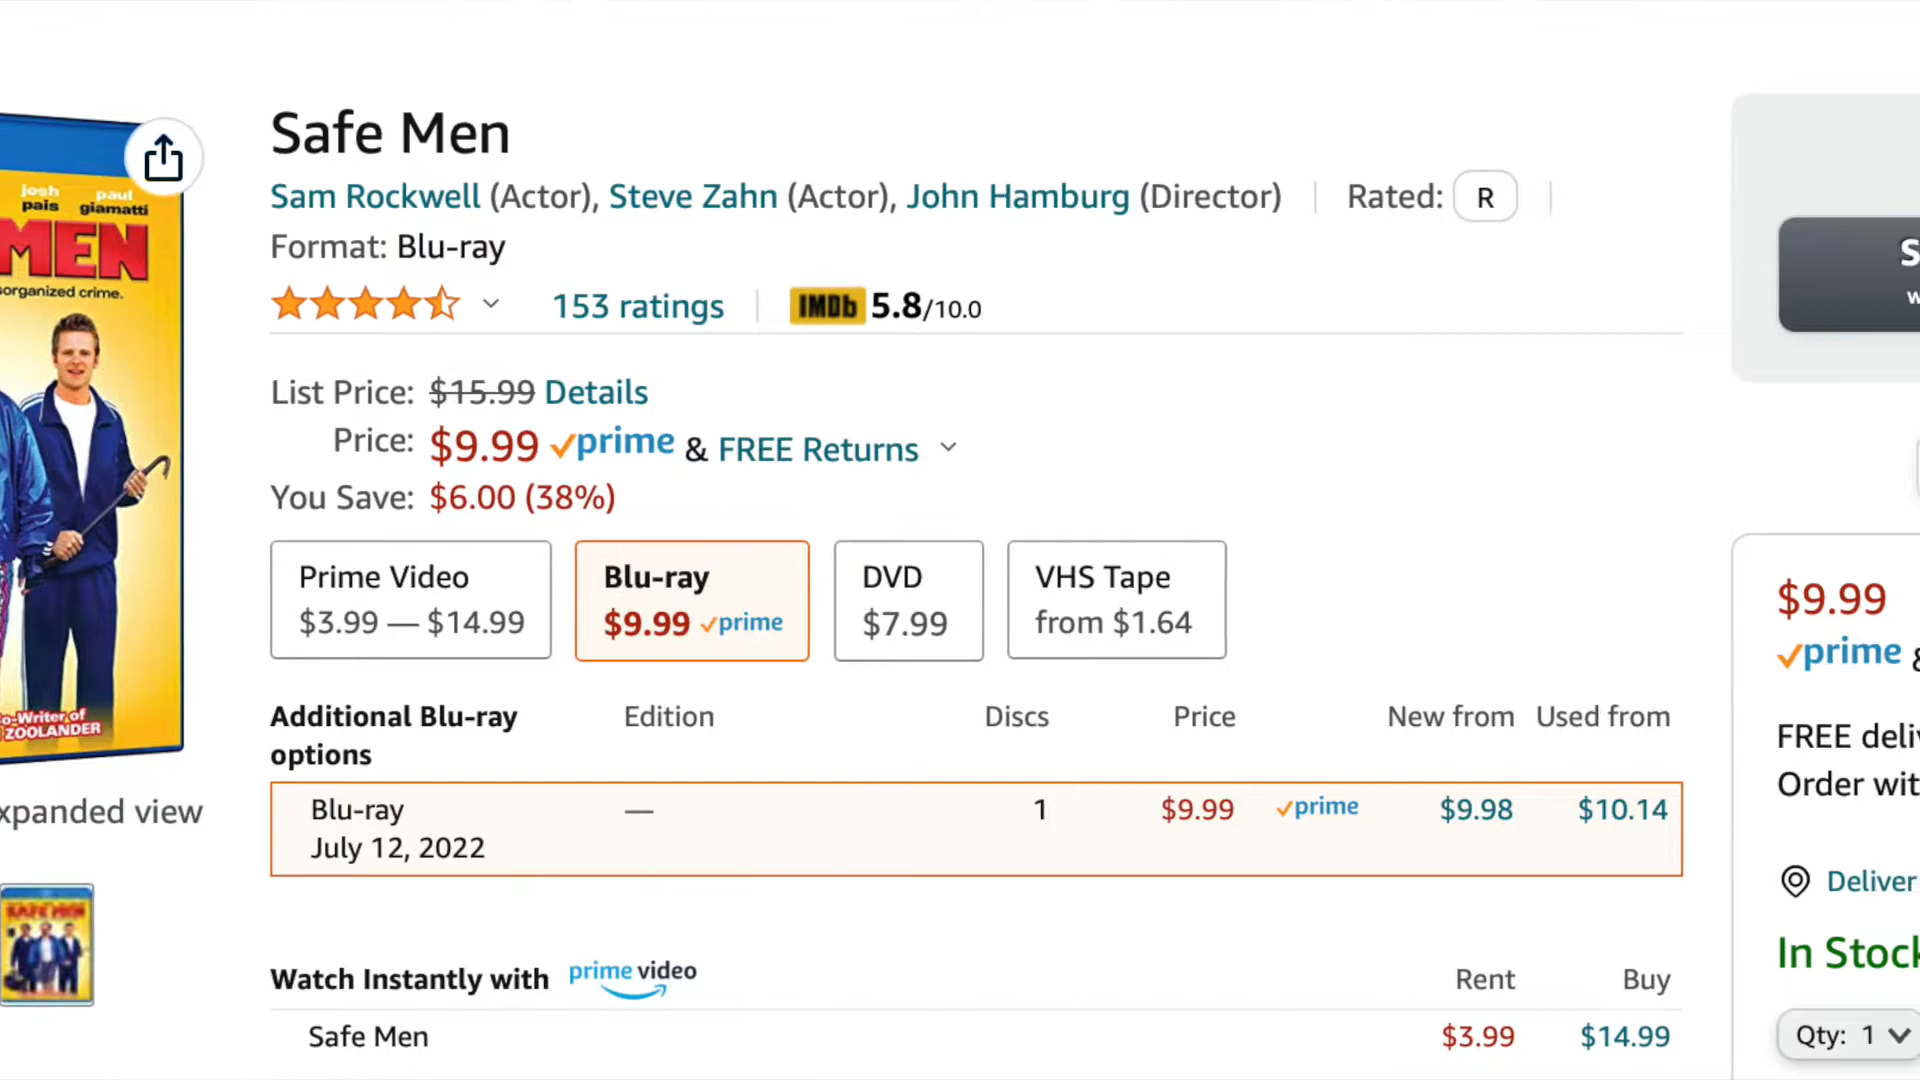 Safe Men
Sam Rockwell (Actor), Steve Zahn (Actor), John Hamburg (Director) Rated: R
Format: Blu-ray
153 ratings IMDb 5.8/10.0
List Price: $15.99 Details
Price: $9.99 prime & FREE Returns
You Save: $6.00 (38%)
Prime Video
$3.99 — $14.99
Blu-ray
$9.99 prime
DVD
$7.99
VHS Tape
from $1.64
Additional Blu-ray options Edition Discs Price New from Used from
Blu-ray — 1 $9.99 prime $9.98 $10.14
July 12, 2022
Watch Instantly with prime video Rent Buy
Safe Men $3.99 $14.99
josh pais
paul giamatti
MEN
sorganized crime.
o-Writer of
ZOOLANDER
xpanded view
SAFE MEN
S
w
$9.99
prime
FREE deliv
Order wit
Deliver
In Stock
Qty: 1